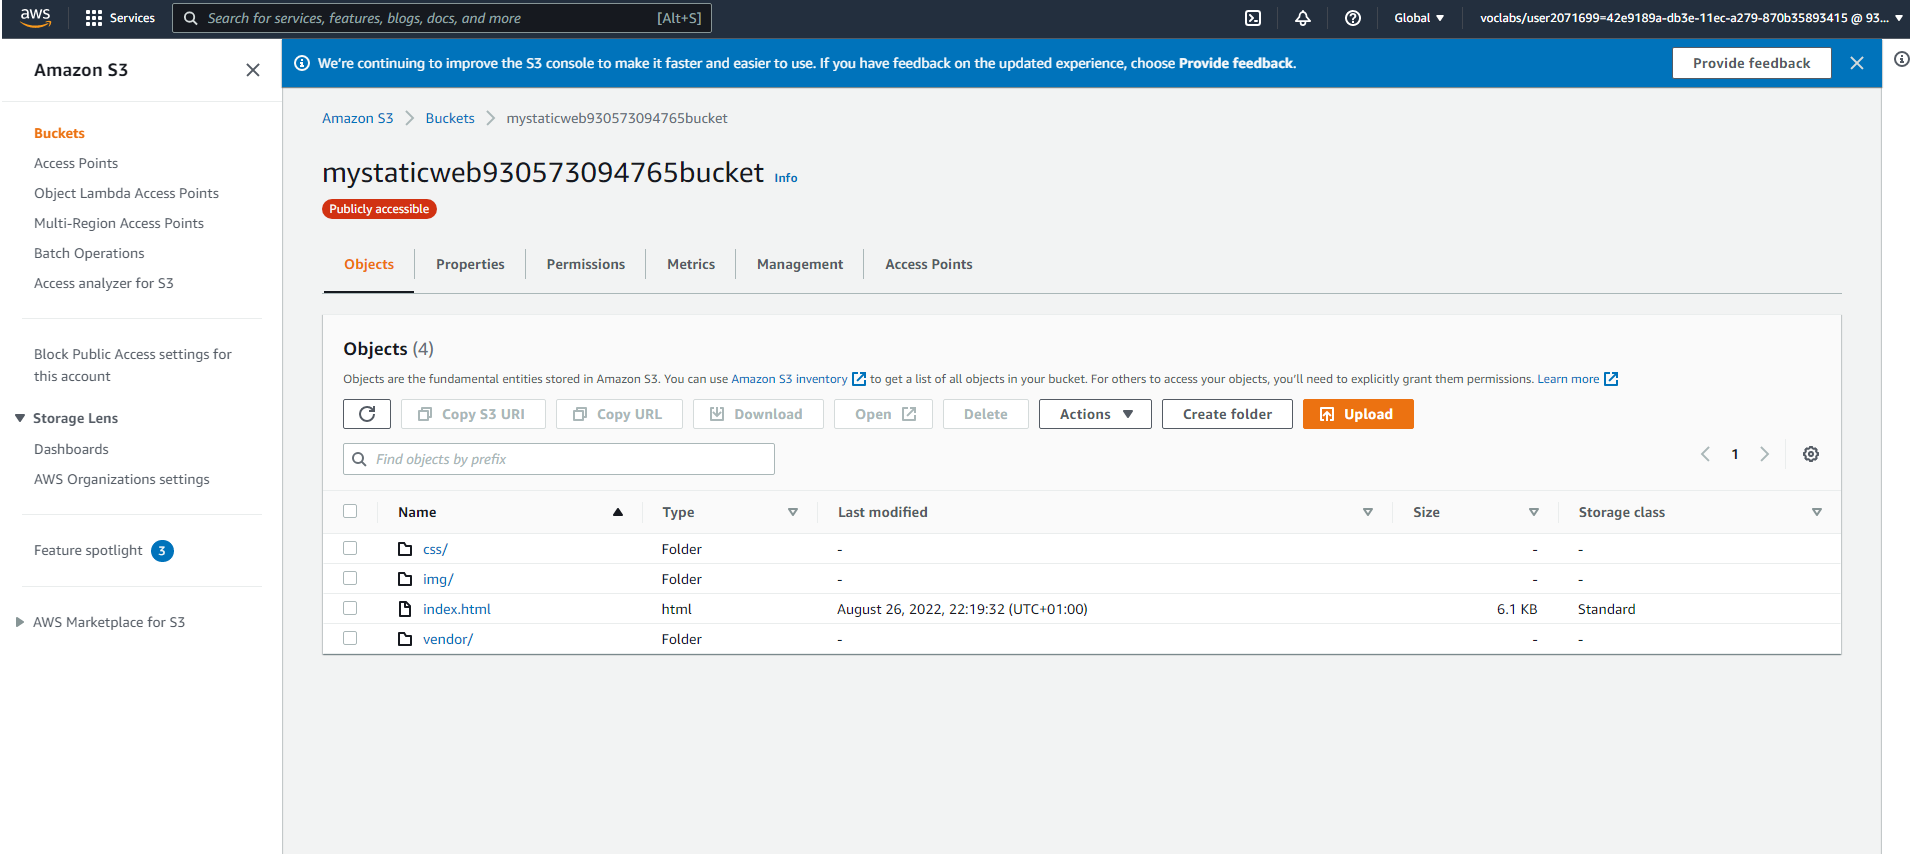 aws
Services
Search for services, features, blogs, docs, and more
[Alt+S]
Global
voclabs/user2071699=42e9189a-db3e-11ec-a279-870b35893415 @ 93...
Amazon S3
We're continuing to improve the S3 console to make it faster and easier to use. If you have feedback on the updated experience, choose Provide feedback.
Provide feedback
Buckets
Access Points
Object Lambda Access Points
Multi-Region Access Points
Batch Operations
Access analyzer for S3
Block Public Access settings for
this account
Storage Lens
Dashboards
AWS Organizations settings
Feature spotlight 3
AWS Marketplace for S3
Amazon S3 Buckets mystaticweb930573094765bucket
mystaticweb930573094765bucket Info
Publicly accessible
Objects Properties Permissions Metrics Management Access Points
Objects (4)
Objects are the fundamental entities stored in Amazon S3. You can use Amazon S3 inventory to get a list of all objects in your bucket. For others to access your objects, you'll need to explicitly grant them permissions. Learn more
Copy S3 URI Copy URL Download Open Delete Actions Create folder Upload
Find objects by prefix
1
Name Type Last modified Size Storage class
css/ Folder - - -
img/ Folder - - -
index.html html August 26, 2022, 22:19:32 (UTC+01:00) 6.1 KB Standard
vendor/ Folder - - -